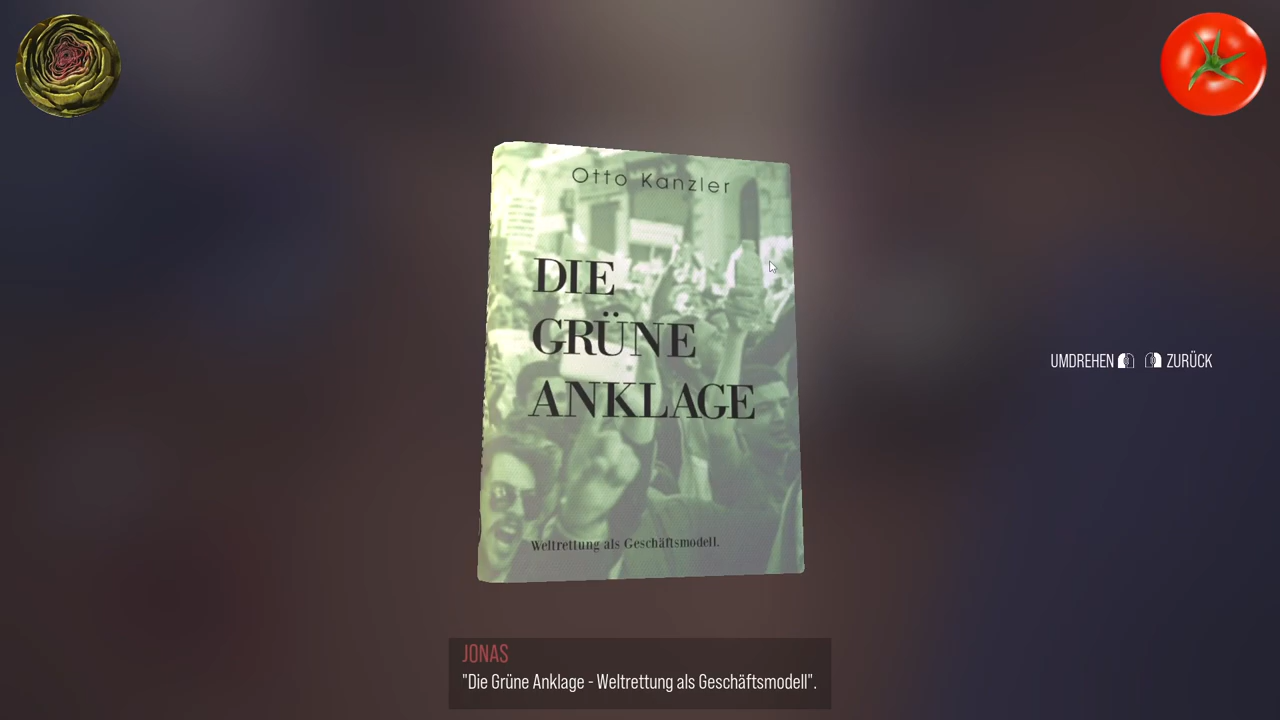 Otto Kanzler
DIE
GRÜNE
ANKLAGE
Weltrettung als Geschäftsmodell.
UMDREHEN ZURÜCK
JONAS
"Die Grüne Anklage - Weltrettung als Geschäftsmodell".